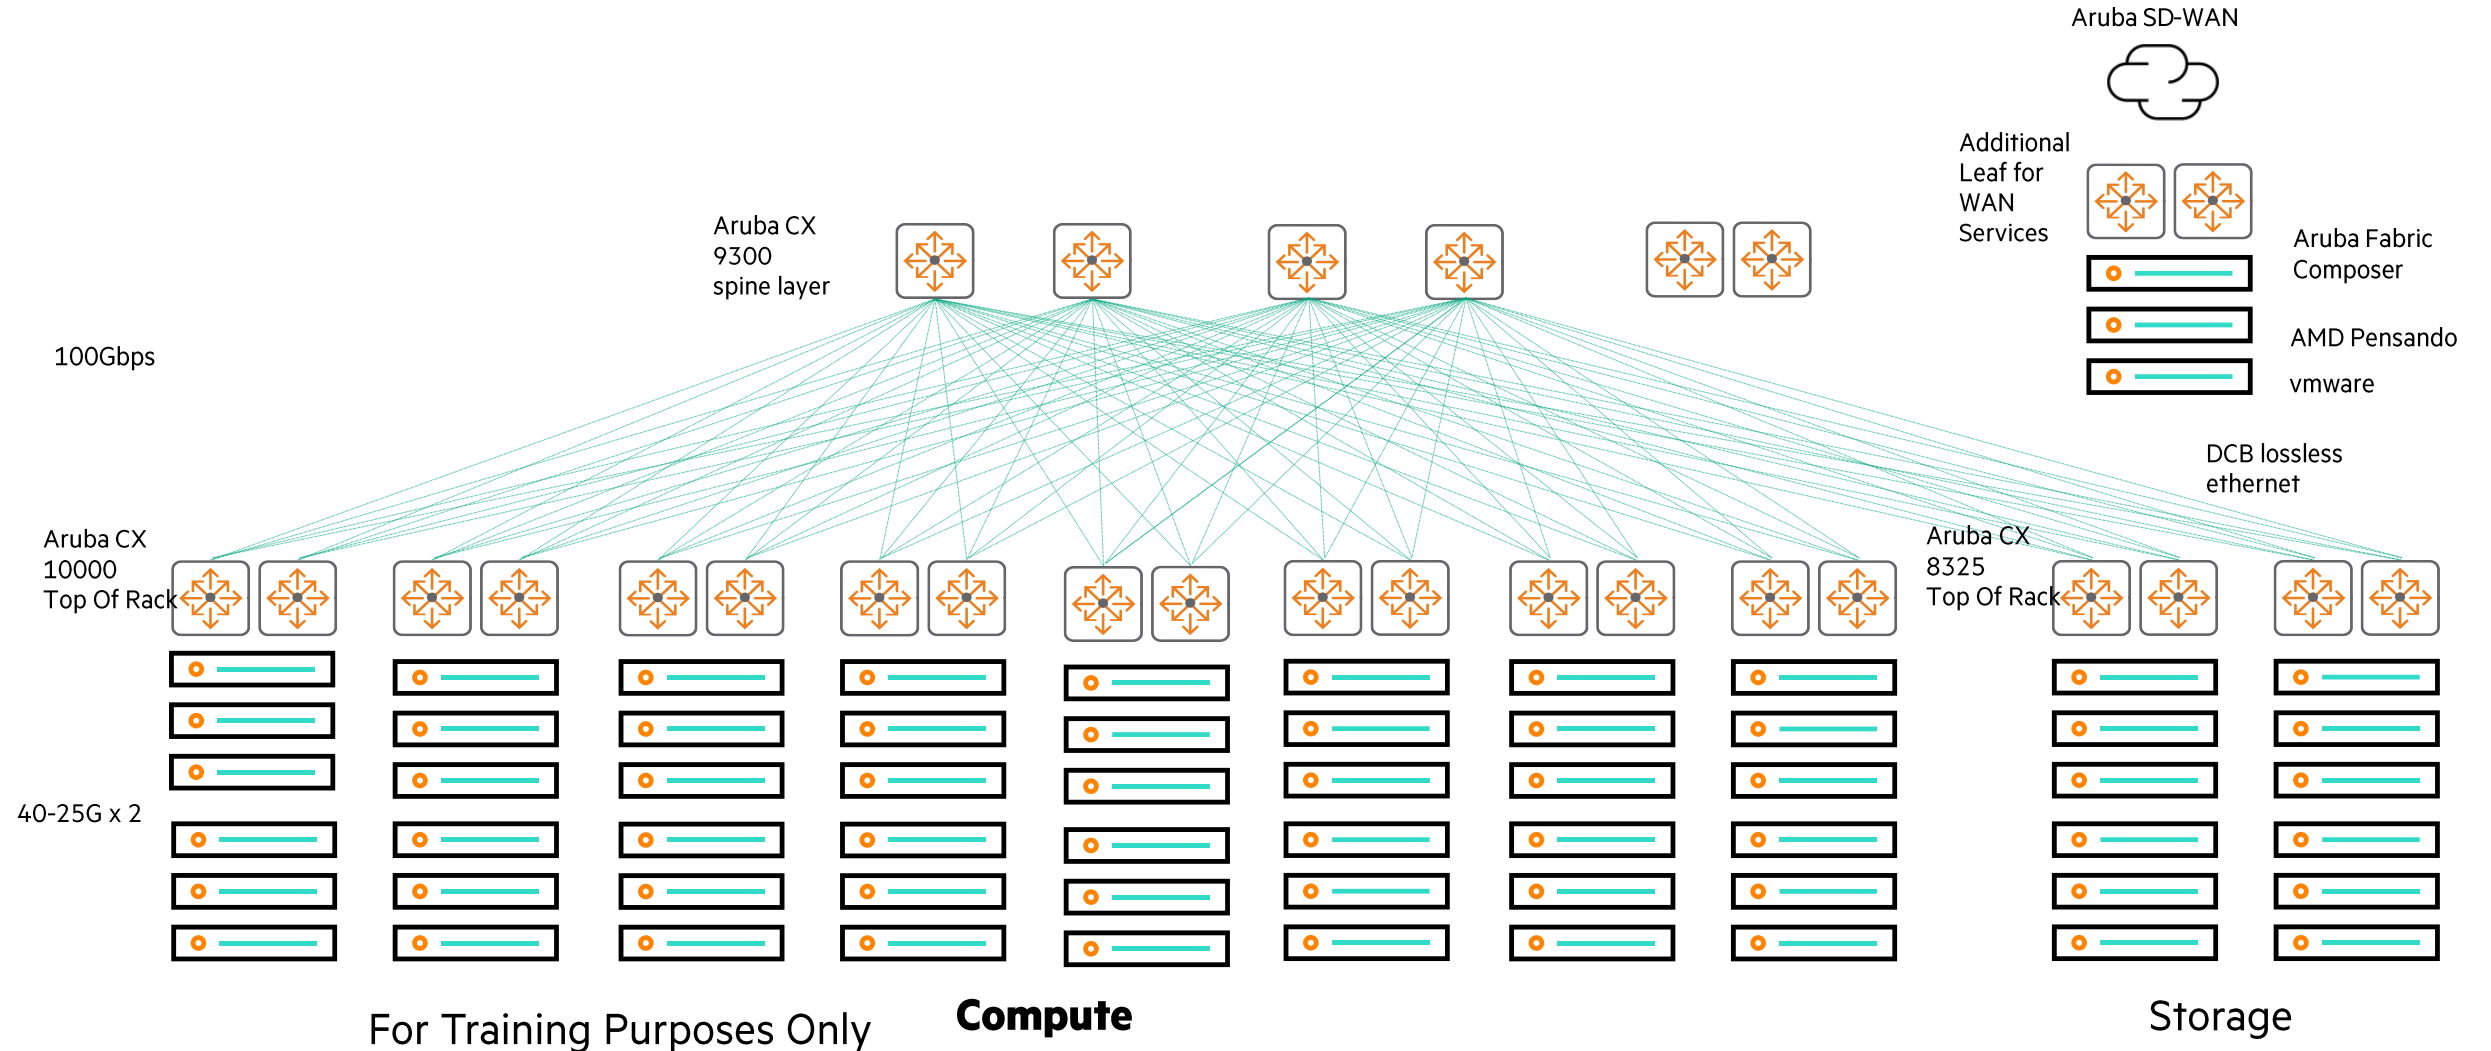 Aruba SD-WAN
Additional
Leaf for
WAN
Services
Aruba CX
9300
spine layer
Aruba Fabric
Composer
AMD Pensando
vmware
100Gbps
DCB lossless
ethernet
Aruba CX
10000
Top Of Rack
Aruba CX
8325
Top Of Rack
40-25G x 2
For Training Purposes Only
Compute
Storage